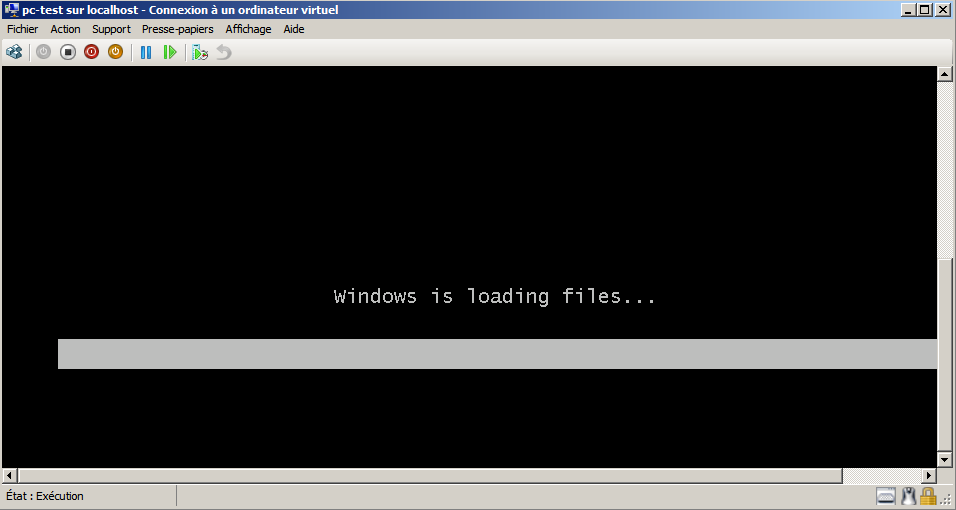 pc-test sur localhost - Connexion à un ordinateur virtuel
Fichier Action Support Presse-papiers Affichage Aide
Windows is loading files...
État : Exécution